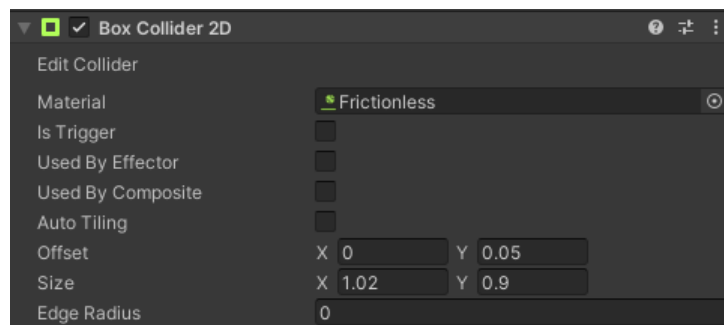 Box Collider 2D
Edit Collider
Material Frictionless
Is Trigger
Used By Effector
Used By Composite
Auto Tiling
Offset X 0 Y 0.05
Size X 1.02 Y 0.9
Edge Radius 0